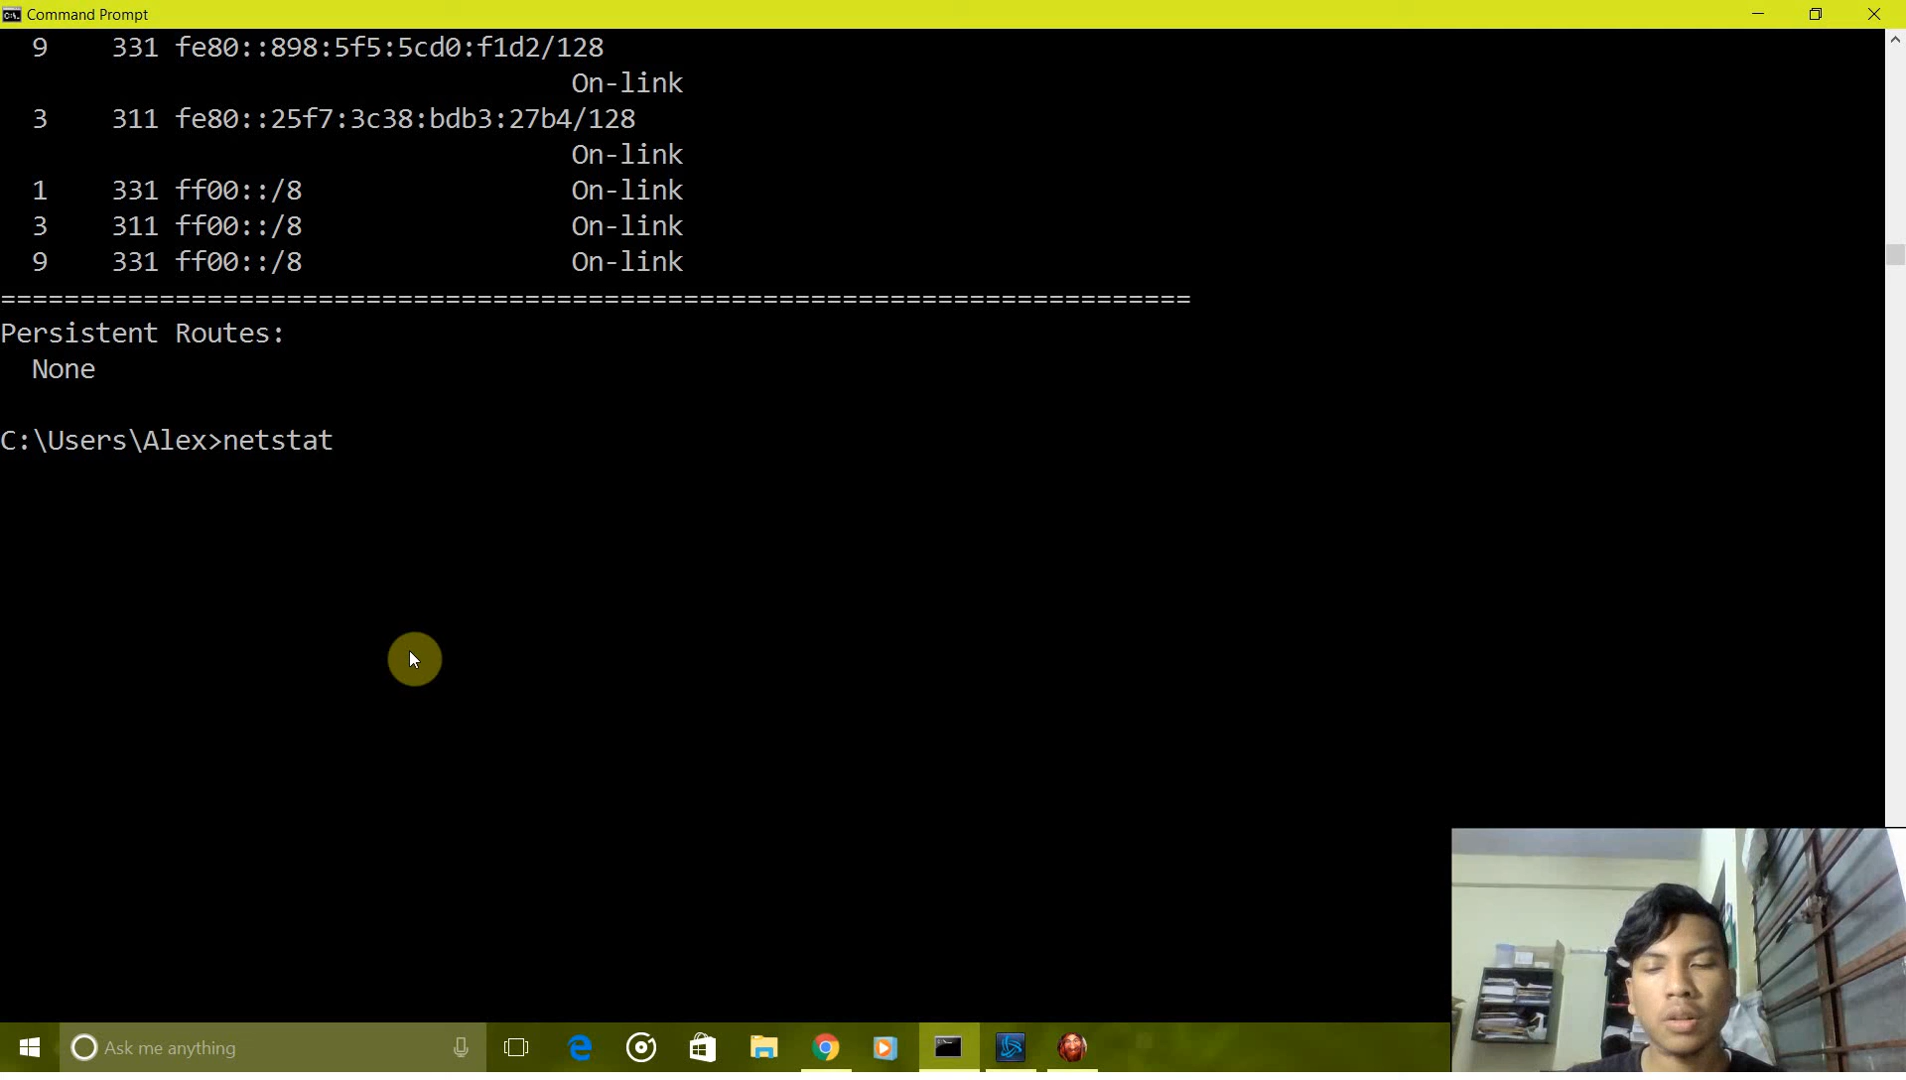 Command Prompt
9 331 fe80::898:5f5:5cd0:f1d2/128
On-link
3 311 fe80::25f7:3c38:bdb3:27b4/128
On-link
1 331 ff00::/8 On-link
3 311 ff00::/8 On-link
9 331 ff00::/8 On-link
===========================================================================
Persistent Routes:
None
C:\Users\Alex>netstat
Ask me anything